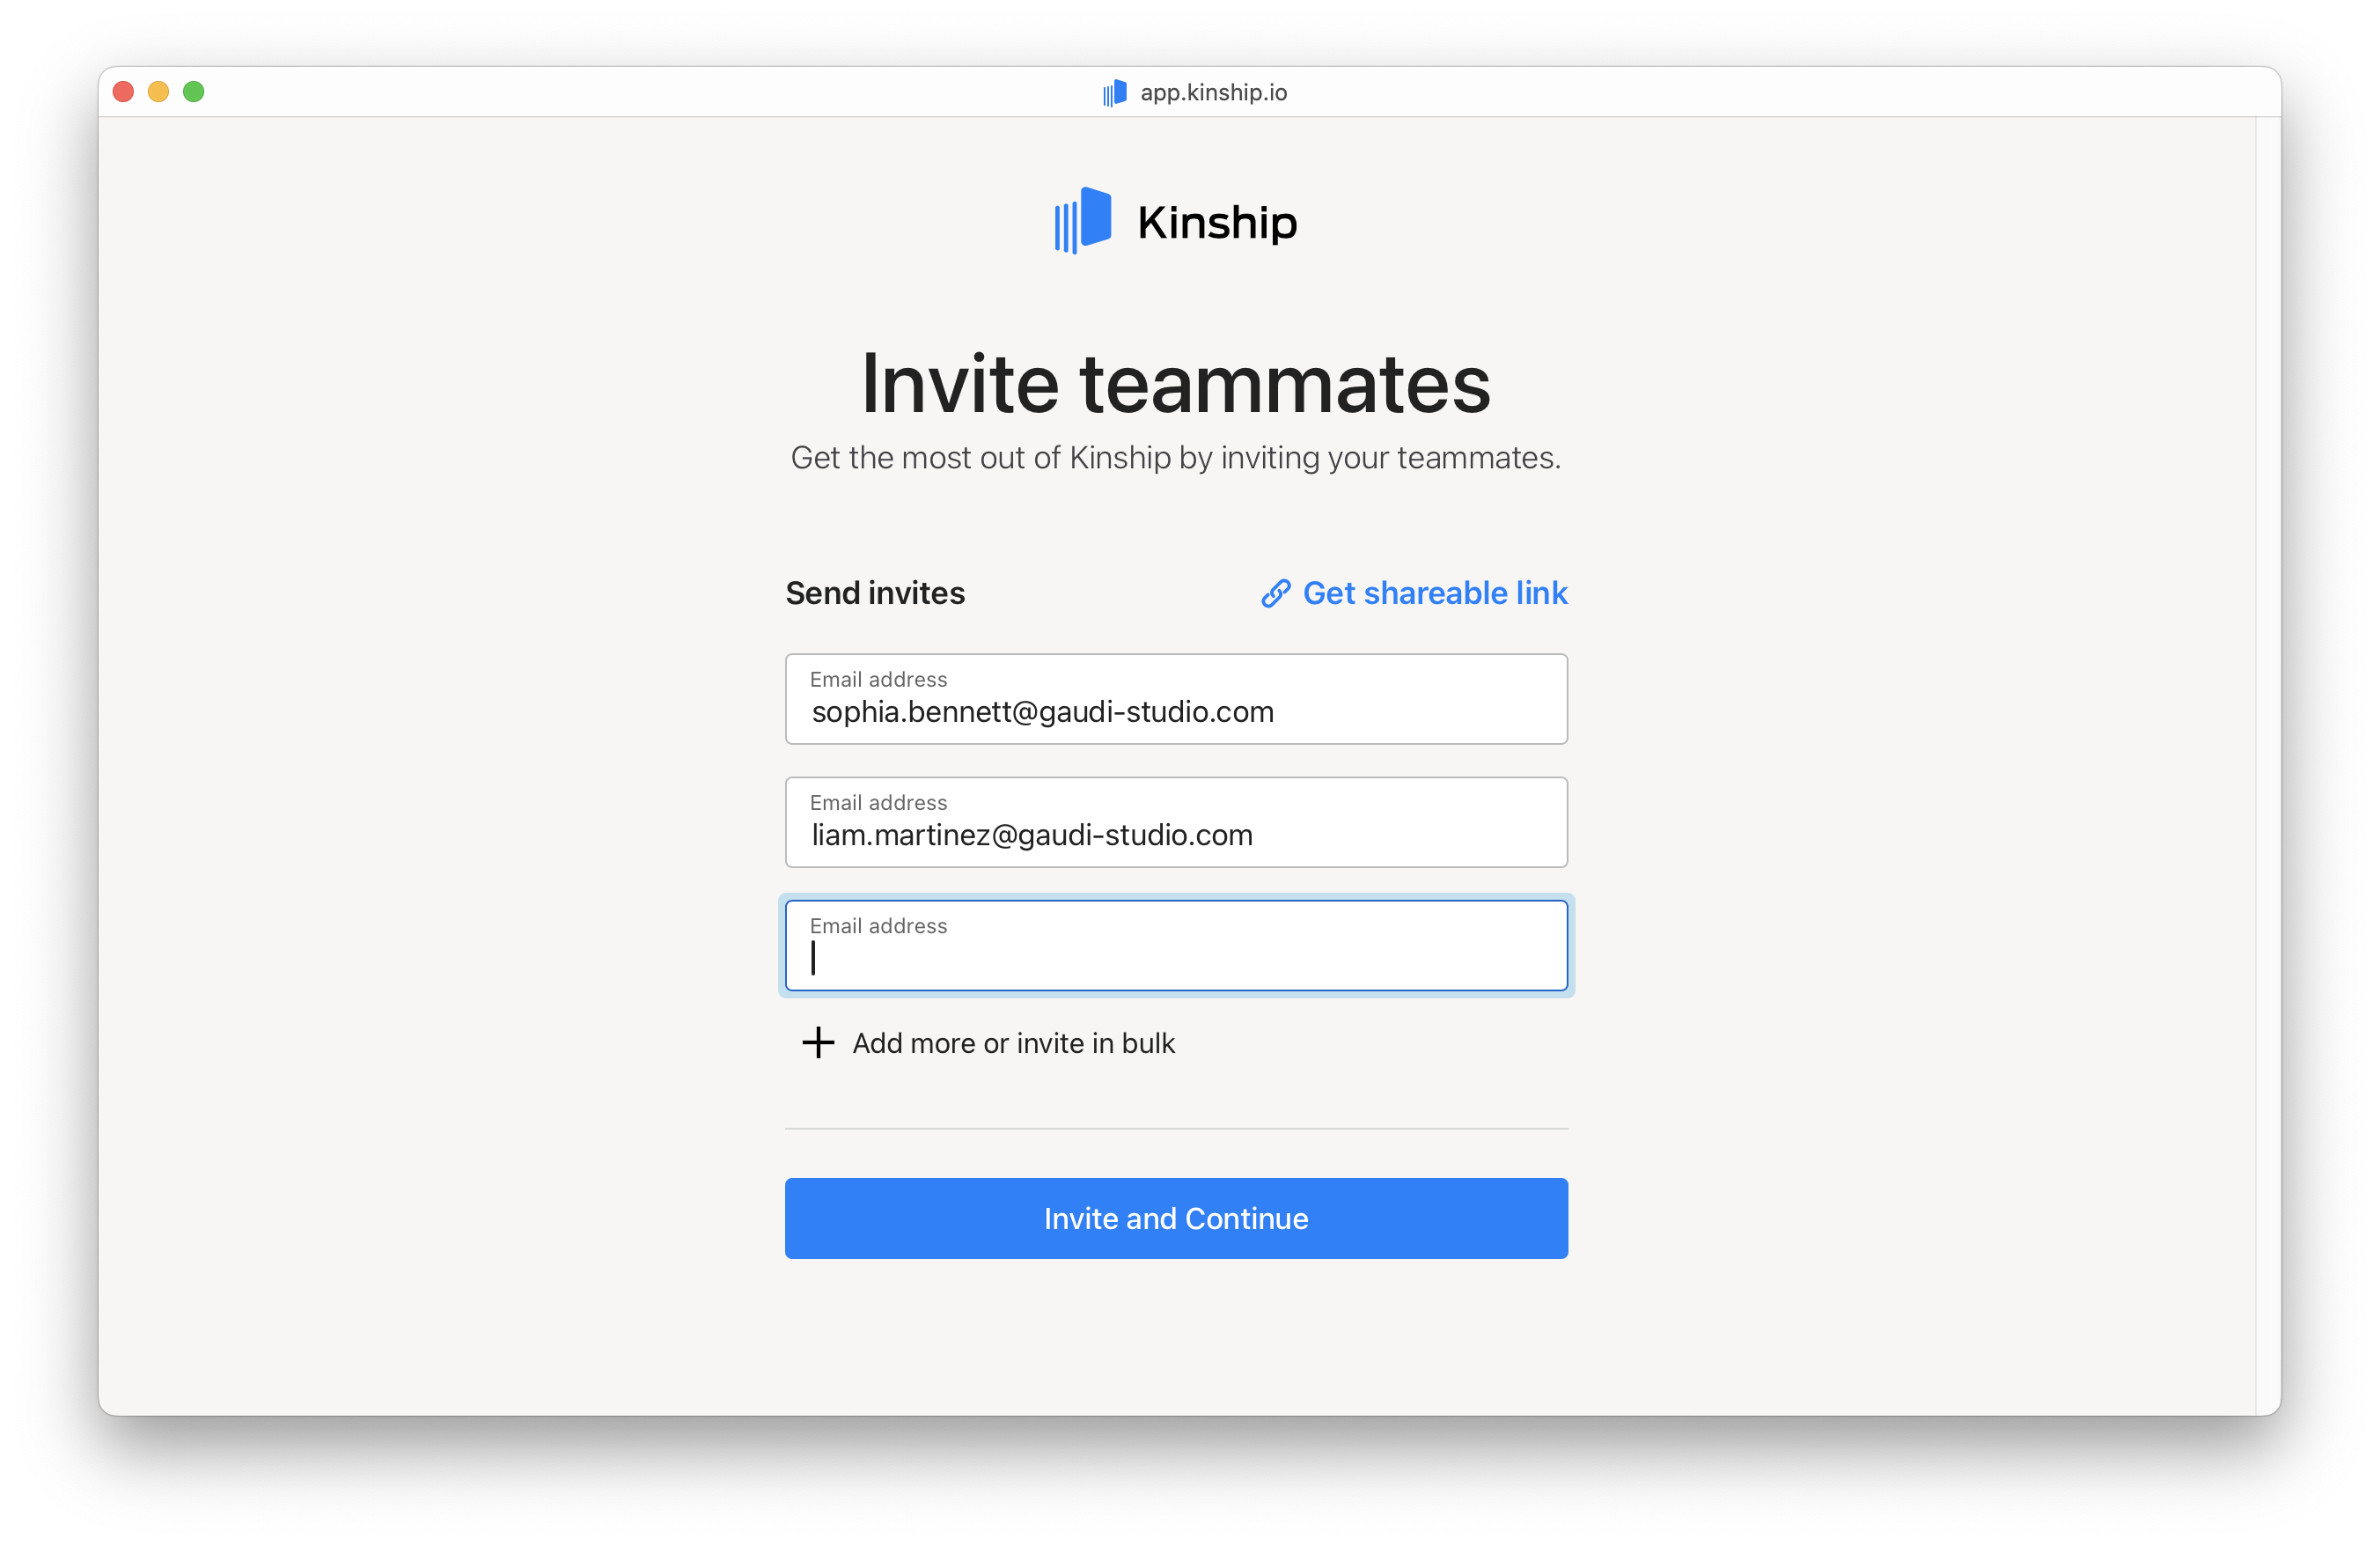 app.kinship.io
Kinship
Invite teammates
Get the most out of Kinship by inviting your teammates.
Send invites
Get shareable link
Email address
sophia.bennett@gaudi-studio.com
Email address
liam.martinez@gaudi-studio.com
Email address
Add more or invite in bulk
Invite and Continue